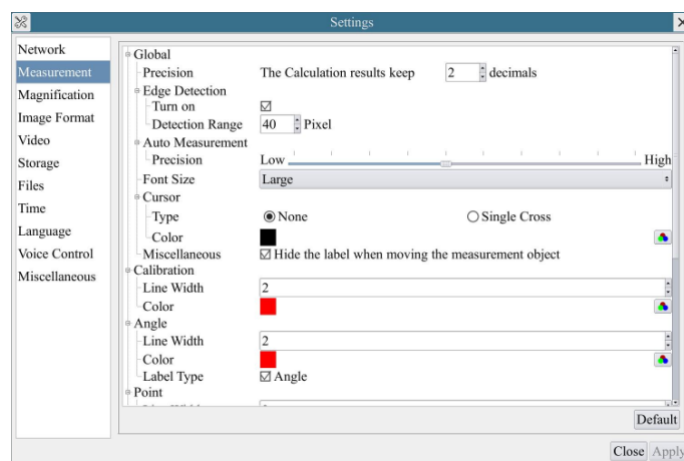 Settings
Network
Measurement
Magnification
Image Format
Video
Storage
Files
Time
Language
Voice Control
Miscellaneous
Global
Precision The Calculation results keep 2 decimals
Edge Detection
Turn on
Detection Range 40 Pixel
Auto Measurement
Precision Low High
Font Size Large
Cursor
Type None Single Cross
Color
Miscellaneous Hide the label when moving the measurement object
Calibration
Line Width 2
Color
Angle
Line Width 2
Color
Label Type Angle
Point
Default
Close Apply